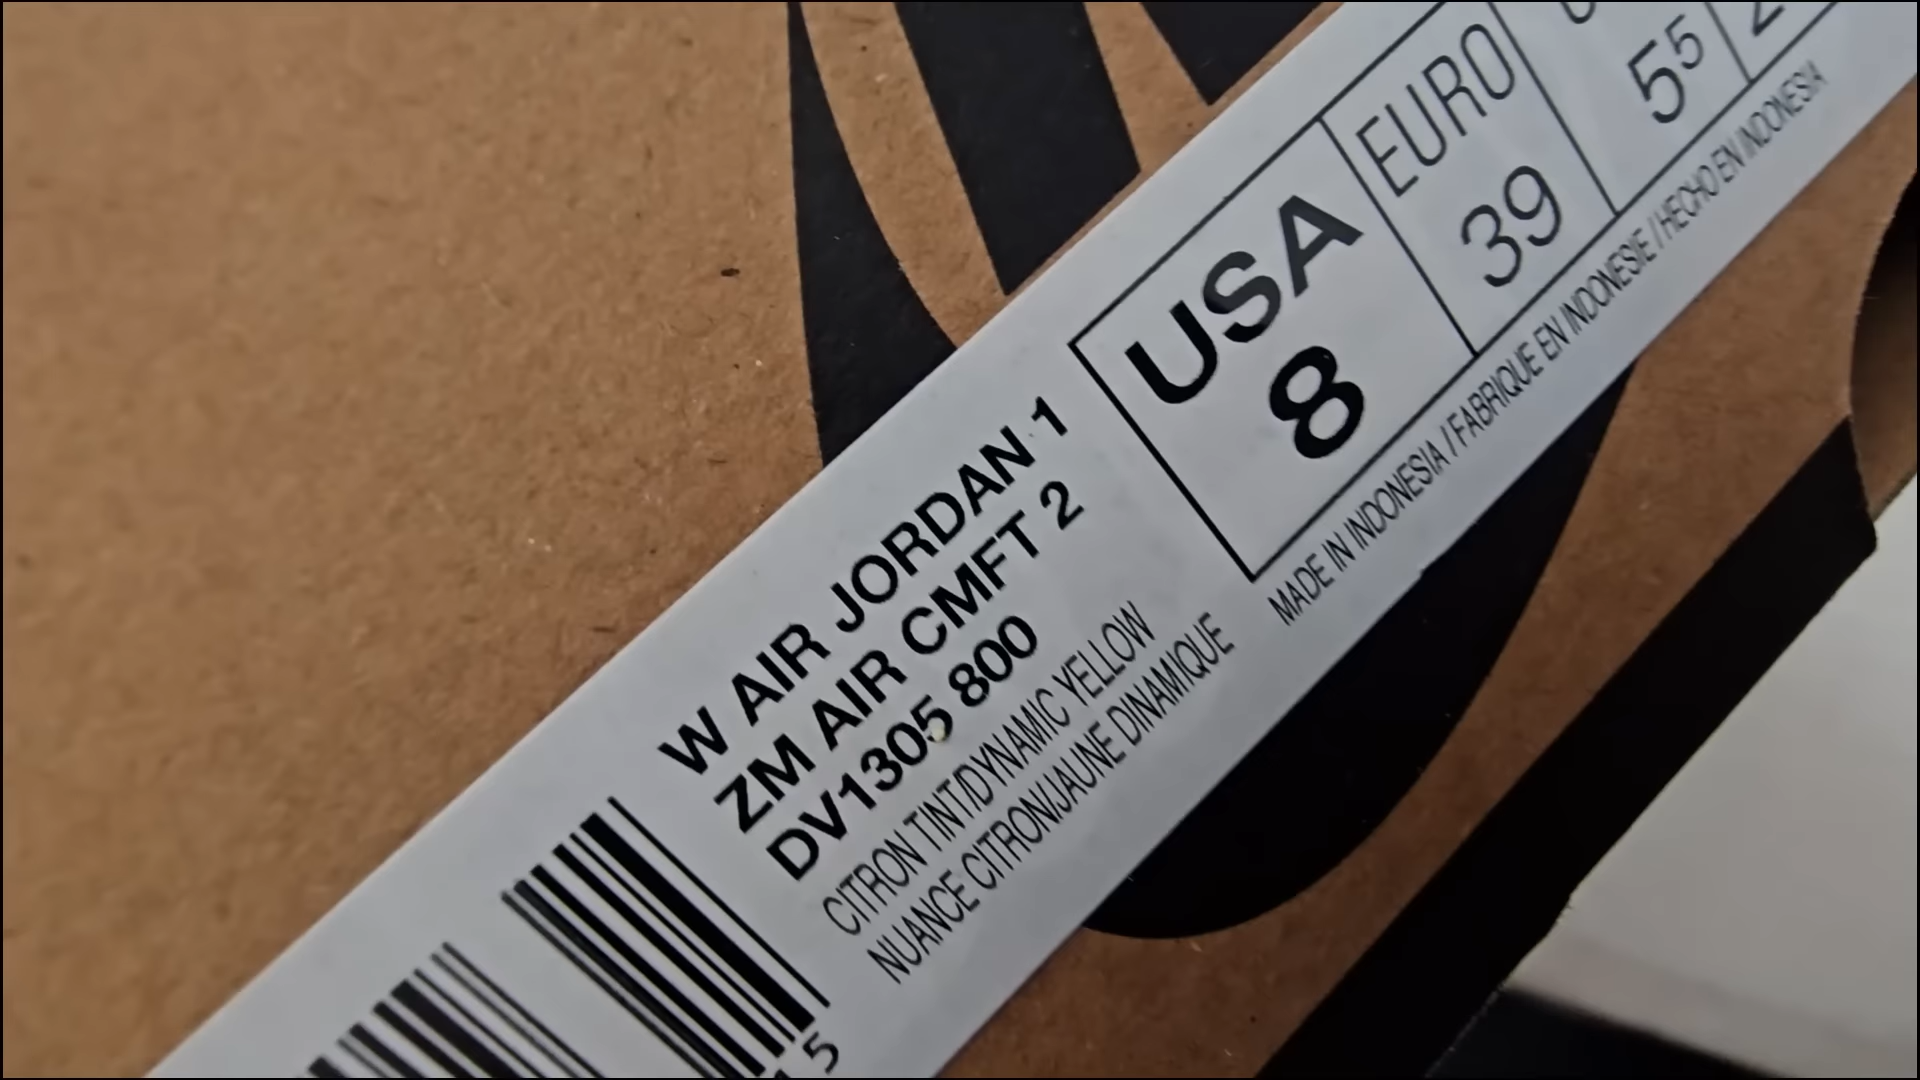 W AIR JORDAN 1
ZM AIR CMFT 2
DV1305 800
CITRON TINT/DYNAMIC YELLOW
NUANCE CITRON/JAUNE DINAMIQUE
USA
8
EURO
39
5⁵
MADE IN INDONESIA / FABRIQUE EN INDONESIE / HECHO EN INDONESIA
15